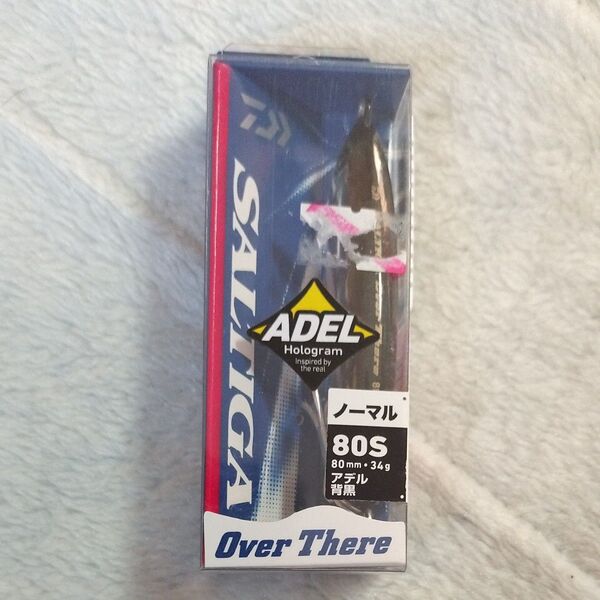 SALTIGA
ADEL
Hologram
Inspired by
the real
ノーマル
80S
80mm・34g
アデル
背黒
Over There